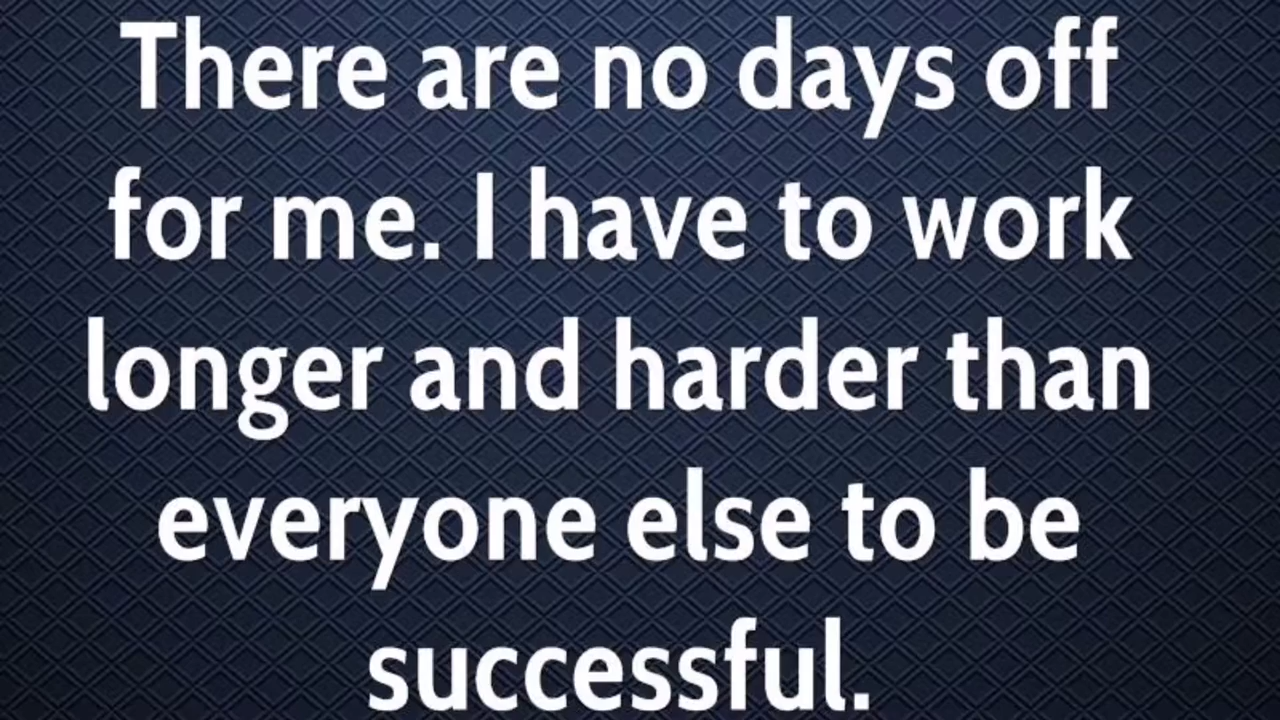 There are no days off
for me. I have to work
longer and harder than
everyone else to be
successful.